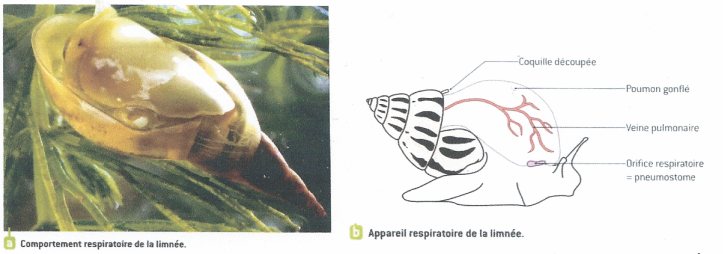 Coquille découpée
Poumon gonflé
Veine pulmonaire
Orifice respiratoire
= pneumostome
a Comportement respiratoire de la limnée.
b Appareil respiratoire de la limnée.